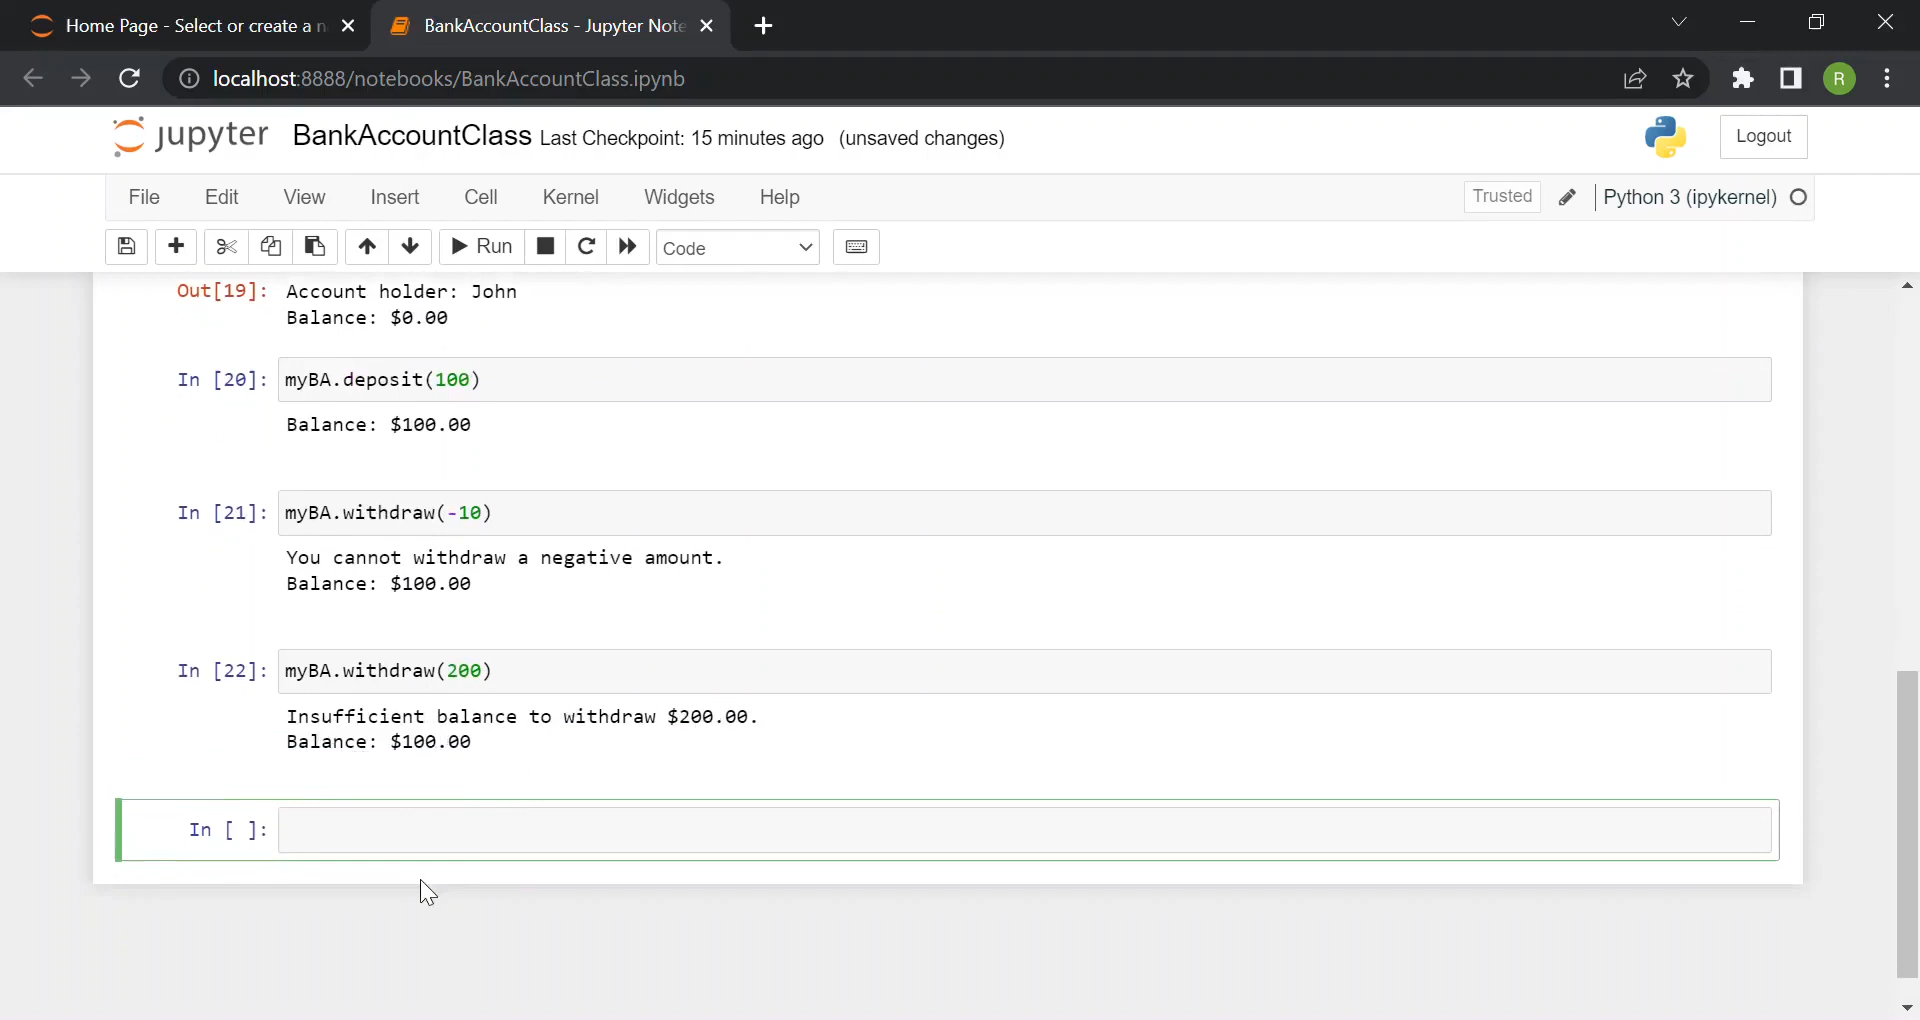 Home Page - Select or create a n
BankAccountClass - Jupyter Note
localhost:8888/notebooks/BankAccountClass.ipynb
R
jupyter BankAccountClass Last Checkpoint: 15 minutes ago (unsaved changes)
Logout
File Edit View Insert Cell Kernel Widgets Help
Trusted
Python 3 (ipykernel)
Run
Code
Out[19]: Account holder: John
Balance: $0.00
In [20]: myBA.deposit(100)
Balance: $100.00
In [21]: myBA.withdraw(-10)
You cannot withdraw a negative amount.
Balance: $100.00
In [22]: myBA.withdraw(200)
Insufficient balance to withdraw $200.00.
Balance: $100.00
In [ ]: